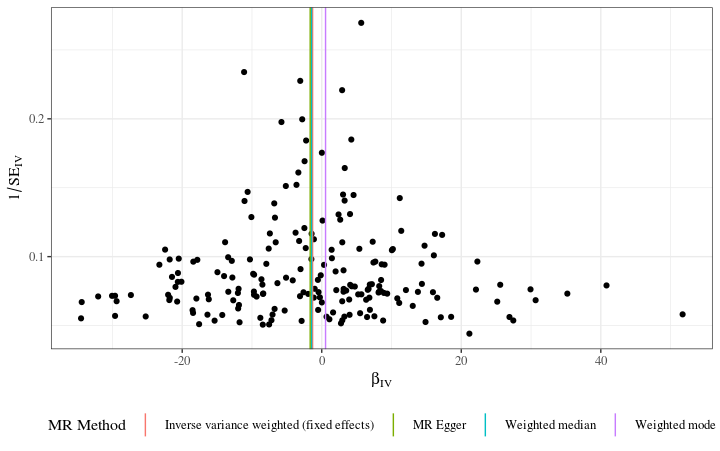 0.2
0.1
1/SE_IV
-20 0 20 40
β_IV
MR Method Inverse variance weighted (fixed effects) MR Egger Weighted median Weighted mode